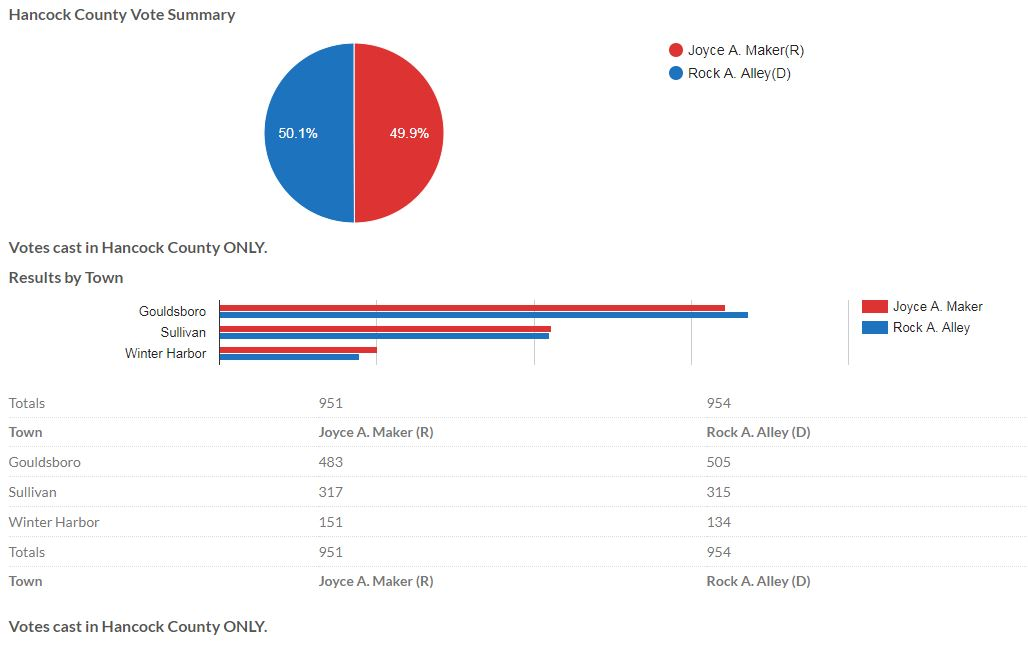 Hancock County Vote Summary
Joyce A. Maker(R)
Rock A. Alley(D)
50.1% 49.9%
Votes cast in Hancock County ONLY.
Results by Town
Gouldsboro
Sullivan
Winter Harbor
Joyce A. Maker
Rock A. Alley
Totals 951 954
Town Joyce A. Maker (R) Rock A. Alley (D)
Gouldsboro 483 505
Sullivan 317 315
Winter Harbor 151 134
Totals 951 954
Town Joyce A. Maker (R) Rock A. Alley (D)
Votes cast in Hancock County ONLY.